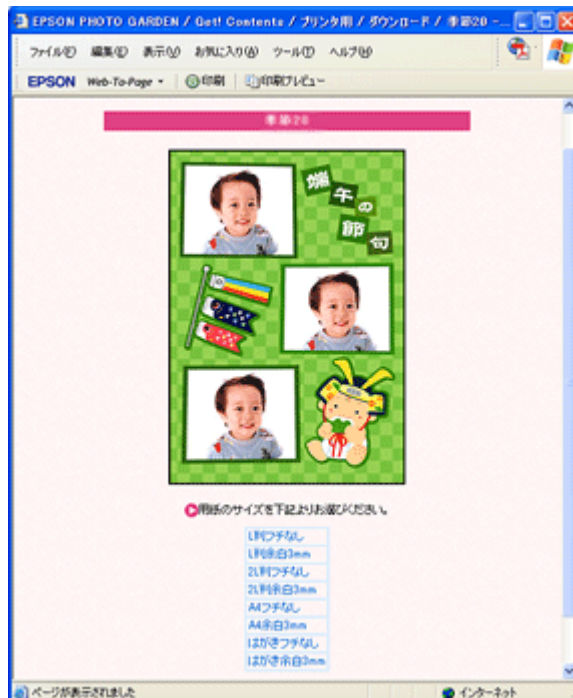 EPSON PHOTO GARDEN / Get! Contents / プリンタ用 / ダウンロード / 季節28 - ...
ファイル(F) 編集(E) 表示(V) お気に入り(A) ツール(T) ヘルプ(H)
EPSON Web-To-Page 印刷 印刷プレビュー
季節28
端午の
節句
用紙のサイズを下記よりお選びください。
L判フチなし
L判余白3mm
2L判フチなし
2L判余白3mm
A4フチなし
A4余白3mm
はがきフチなし
はがき余白3mm
ページが表示されました インターネット